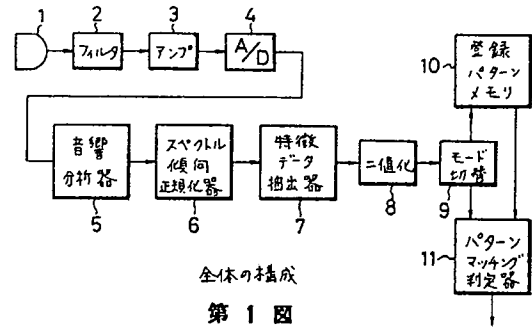 1
2
3
4
フィルタ
アンプ
A/D
登録
パターン
メモリ
10
音響
分析器
スペクトル
傾向
正規化器
特徴
データ
抽出器
二値化
モード
切替
5
6
7
8
9
パターン
マッチング
判定器
11
全体の構成
第 1 図